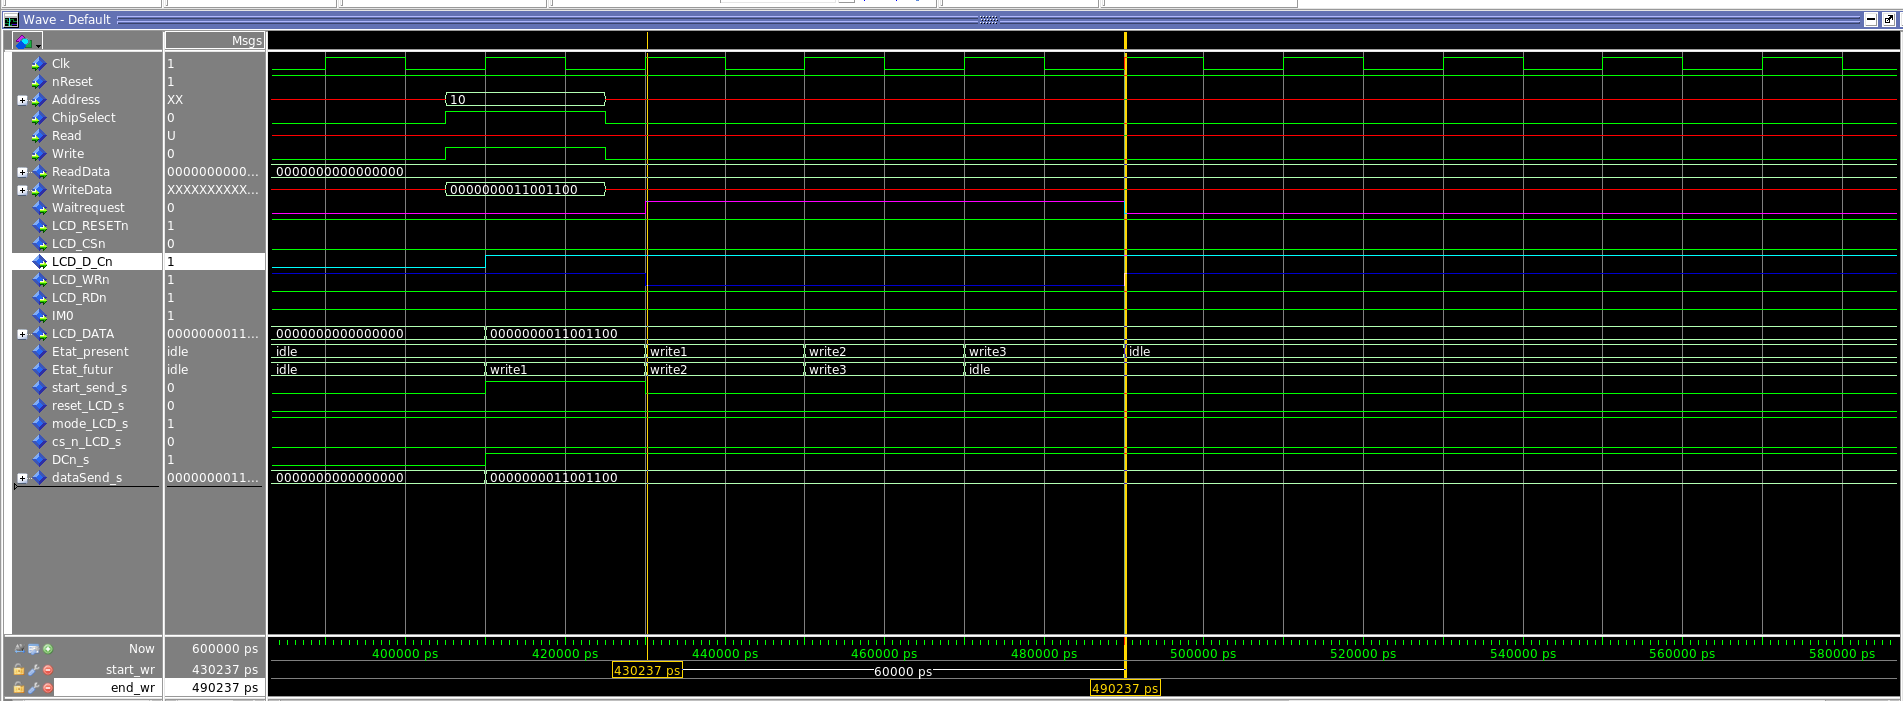 Wave - Default
Msgs
Clk 1
nReset 1
Address XX 10
ChipSelect 0
Read U
Write 0
ReadData 0000000000... 0000000000000000
WriteData XXXXXXXXXX... 0000000011001100
Waitrequest 0
LCD_RESETn 1
LCD_CSn 0
LCD_D_Cn 1
LCD_WRn 1
LCD_RDn 1
IM0 1
LCD_DATA 0000000011... 0000000000000000 0000000011001100
Etat_present idle idle write1 write2 write3 idle
Etat_futur idle idle write1 write2 write3 idle
start_send_s 0
reset_LCD_s 0
mode_LCD_s 1
cs_n_LCD_s 0
DCn_s 1
dataSend_s 0000000011... 0000000000000000 0000000011001100
Now 600000 ps 400000 ps 420000 ps 440000 ps 460000 ps 480000 ps 500000 ps 520000 ps 540000 ps 560000 ps 580000 ps
start_wr 430237 ps 430237 ps 60000 ps
end_wr 490237 ps 490237 ps